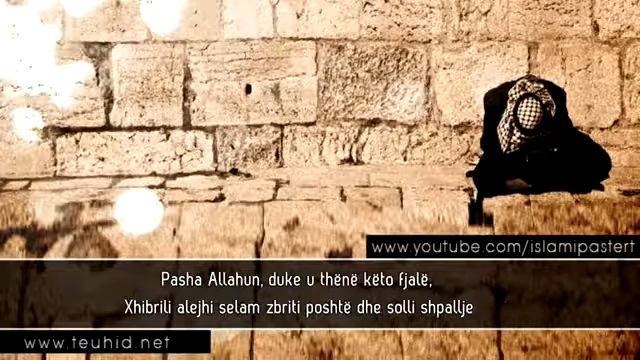 www.youtube.com/islamipastert
Pasha Allahun, duke u thënë këto fjalë,
Xhibrili alejhi selam zbriti poshtë dhe solli shpallje
www.teuhid.net